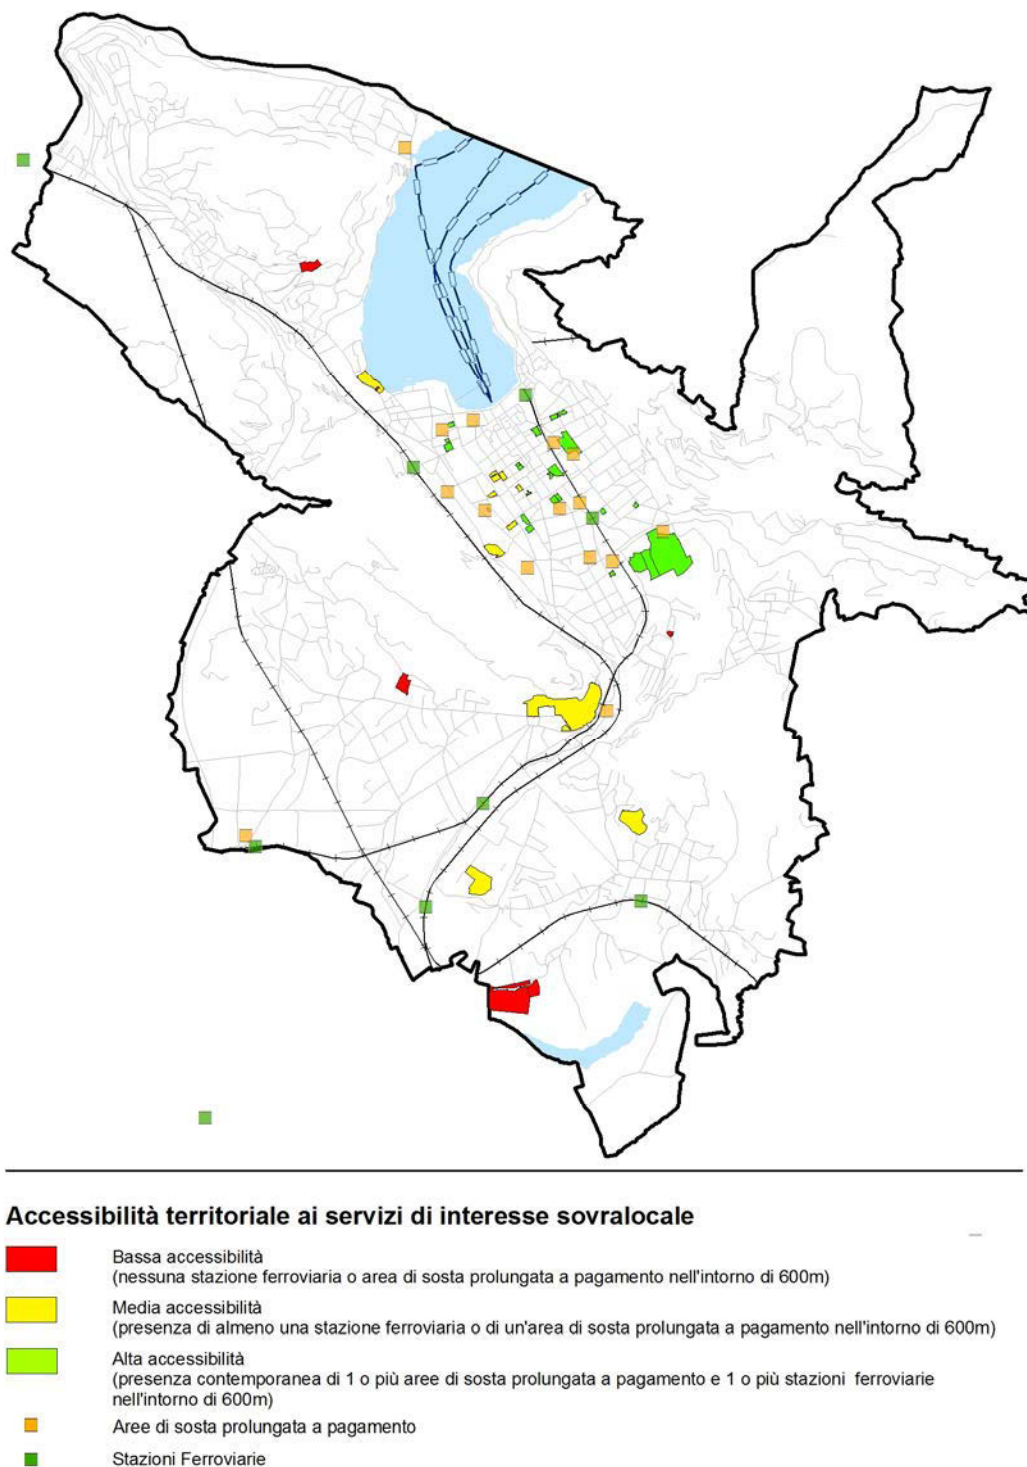 Accessibilità territoriale ai servizi di interesse sovralocale
Bassa accessibilità
(nessuna stazione ferroviaria o area di sosta prolungata a pagamento nell'intorno di 600m)
Media accessibilità
(presenza di almeno una stazione ferroviaria o di un'area di sosta prolungata a pagamento nell'intorno di 600m)
Alta accessibilità
(presenza contemporanea di 1 o più aree di sosta prolungata a pagamento e 1 o più stazioni ferroviarie
nell'intorno di 600m)
Aree di sosta prolungata a pagamento
Stazioni Ferroviarie